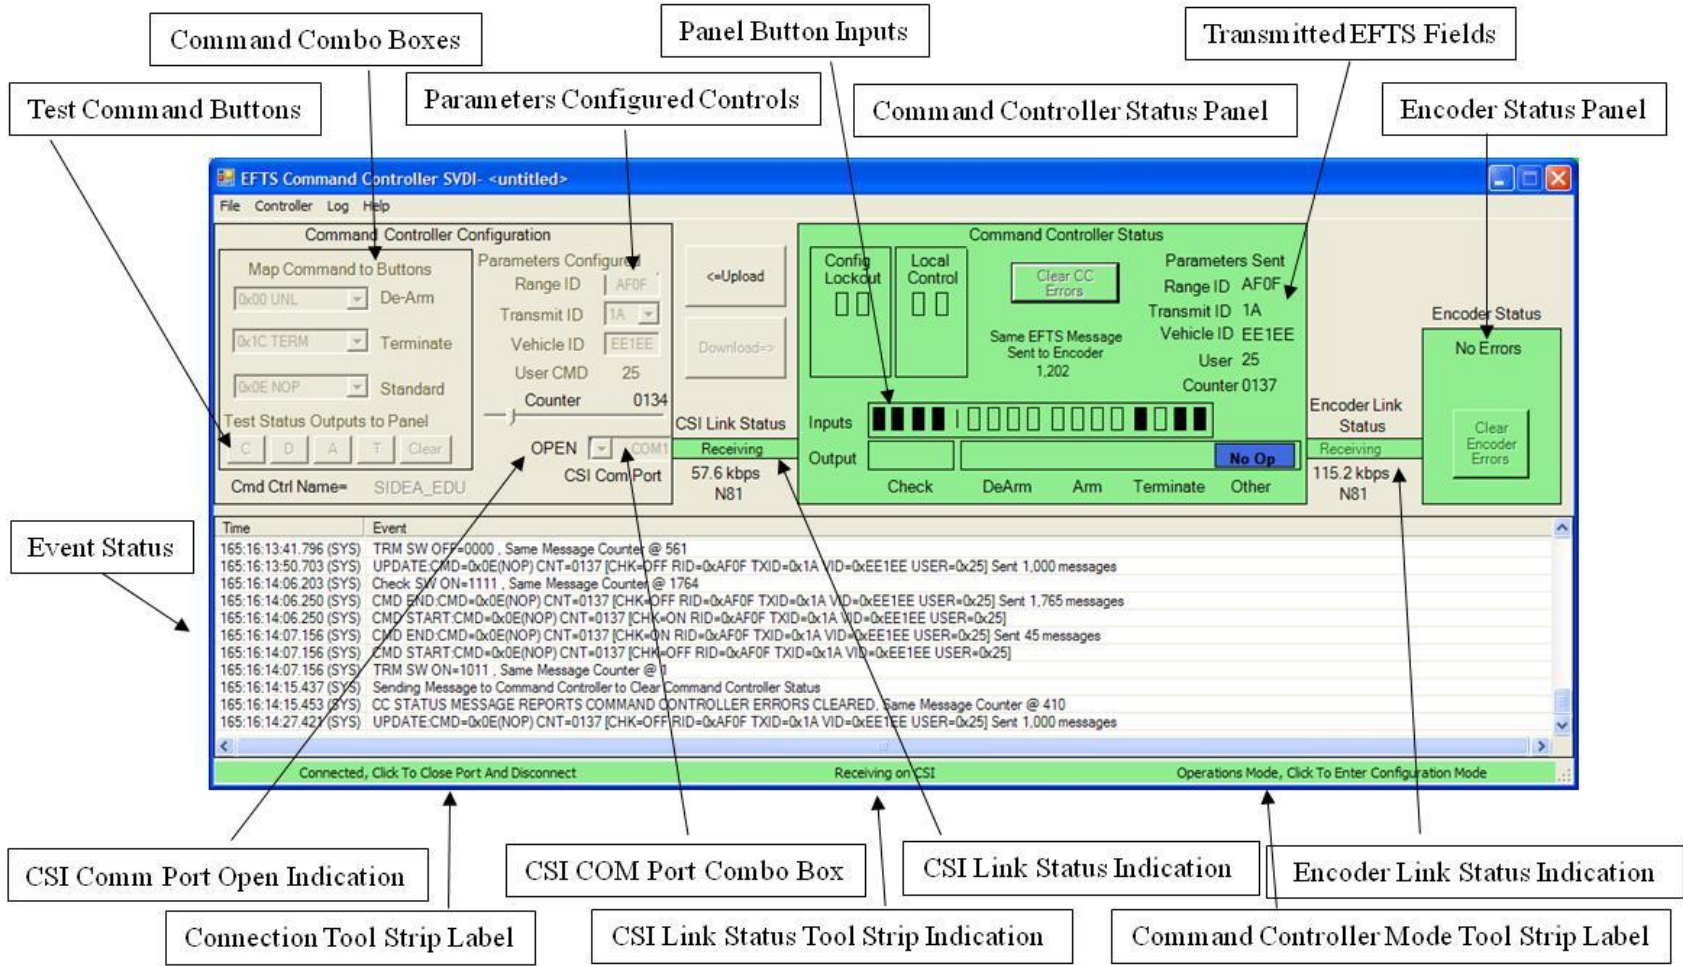 Command Combo Boxes
Panel Button Inputs
Transmitted EFTS Fields
Test Command Buttons
Parameters Configured Controls
Command Controller Status Panel
Encoder Status Panel
EFTS Command Controller SVDI- <untitled>
File Controller Log Help
Command Controller Configuration
Map Command to Buttons
0x00 UNL De-Arm
0x1C TERM Terminate
0x0E NOP Standard
Test Status Outputs to Panel
C D A T Clear
Cmd Ctrl Name= SIDEA_EDU
Parameters Configured
Range ID AF0F
Transmit ID 1A
Vehicle ID EE1EE
User CMD 25
Counter 0134
OPEN COM1
CSI Com Port
<=Upload
Download=>
CSI Link Status
Receiving
57.6 kbps
N81
Command Controller Status
Config
Lockout
Local
Control
Clear CC
Errors
Same EFTS Message
Sent to Encoder
1,202
Parameters Sent
Range ID AF0F
Transmit ID 1A
Vehicle ID EE1EE
User 25
Counter 0137
Inputs
Output
No Op
Check DeArm Arm Terminate Other
Encoder Link
Status
Receiving
115.2 kbps
N81
Encoder Status
No Errors
Clear
Encoder
Errors
Time Event
165:16:13:41.796 (SYS) TRM SW OFF=0000 , Same Message Counter @ 561
165:16:13:50.703 (SYS) UPDATE:CMD=0x0E(NOP) CNT=0137 [CHK=OFF RID=0xAF0F TXID=0x1A VID=0xEE1EE USER=0x25] Sent 1,000 messages
165:16:14:06.203 (SYS) Check SW ON=1111 , Same Message Counter @ 1764
165:16:14:06.250 (SYS) CMD END:CMD=0x0E(NOP) CNT=0137 [CHK=OFF RID=0xAF0F TXID=0x1A VID=0xEE1EE USER=0x25] Sent 1,765 messages
165:16:14:06.250 (SYS) CMD START:CMD=0x0E(NOP) CNT=0137 [CHK=ON RID=0xAF0F TXID=0x1A VID=0xEE1EE USER=0x25]
165:16:14:07.156 (SYS) CMD END:CMD=0x0E(NOP) CNT=0137 [CHK=ON RID=0xAF0F TXID=0x1A VID=0xEE1EE USER=0x25] Sent 45 messages
165:16:14:07.156 (SYS) CMD START:CMD=0x0E(NOP) CNT=0137 [CHK=OFF RID=0xAF0F TXID=0x1A VID=0xEE1EE USER=0x25]
165:16:14:07.156 (SYS) TRM SW ON=1011 , Same Message Counter @ 1
165:16:14:15.437 (SYS) Sending Message to Command Controller to Clear Command Controller Status
165:16:14:15.453 (SYS) CC STATUS MESSAGE REPORTS COMMAND CONTROLLER ERRORS CLEARED, Same Message Counter @ 410
165:16:14:27.421 (SYS) UPDATE:CMD=0x0E(NOP) CNT=0137 [CHK=OFF RID=0xAF0F TXID=0x1A VID=0xEE1EE USER=0x25] Sent 1,000 messages
Connected, Click To Close Port And Disconnect
Receiving on CSI
Operations Mode, Click To Enter Configuration Mode
Event Status
CSI Comm Port Open Indication
CSI COM Port Combo Box
CSI Link Status Indication
Encoder Link Status Indication
Connection Tool Strip Label
CSI Link Status Tool Strip Indication
Command Controller Mode Tool Strip Label